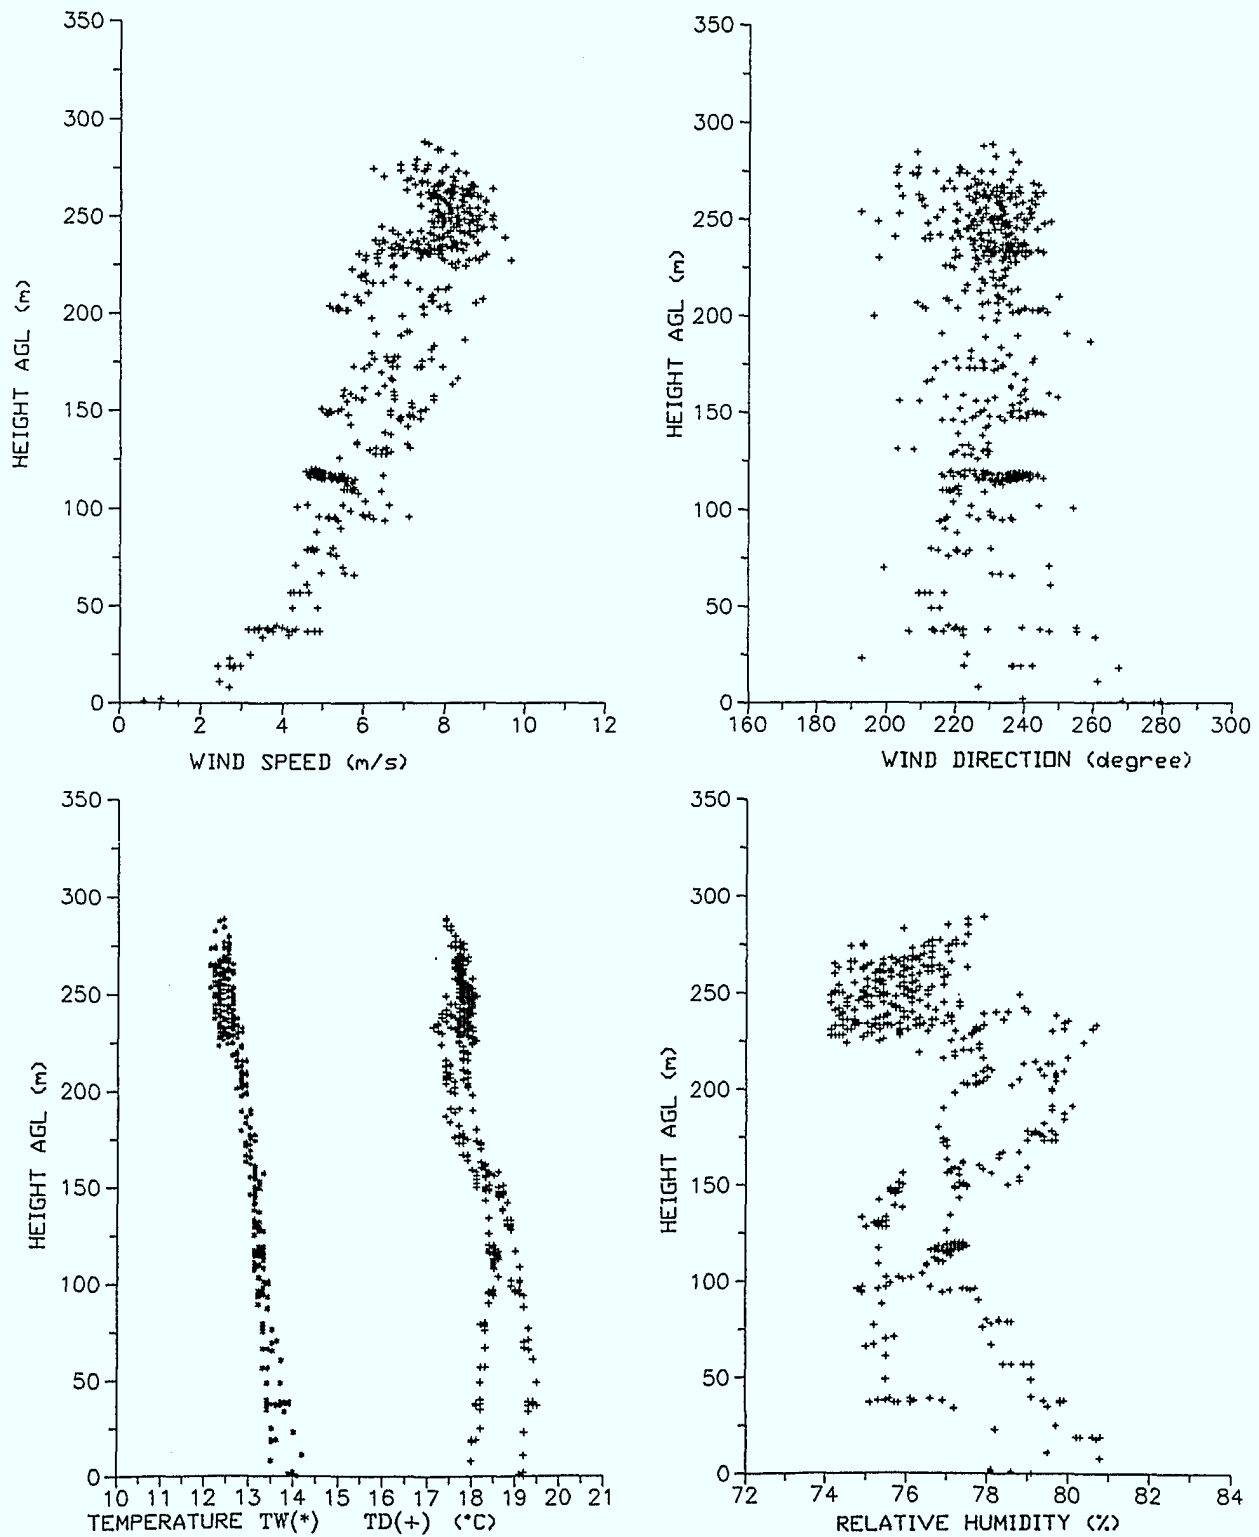 350
300
250
200
150
100
50
0
HEIGHT AGL (m)
0 2 4 6 8 10 12
WIND SPEED (m/s)
350
300
250
200
150
100
50
0
HEIGHT AGL (m)
160 180 200 220 240 260 280 300
WIND DIRECTION (degree)
350
300
250
200
150
100
50
0
HEIGHT AGL (m)
10 11 12 13 14 15 16 17 18 19 20 21
TEMPERATURE TW(*) TD(+) (°C)
350
300
250
200
150
100
50
0
HEIGHT AGL (m)
72 74 76 78 80 82 84
RELATIVE HUMIDITY (%)